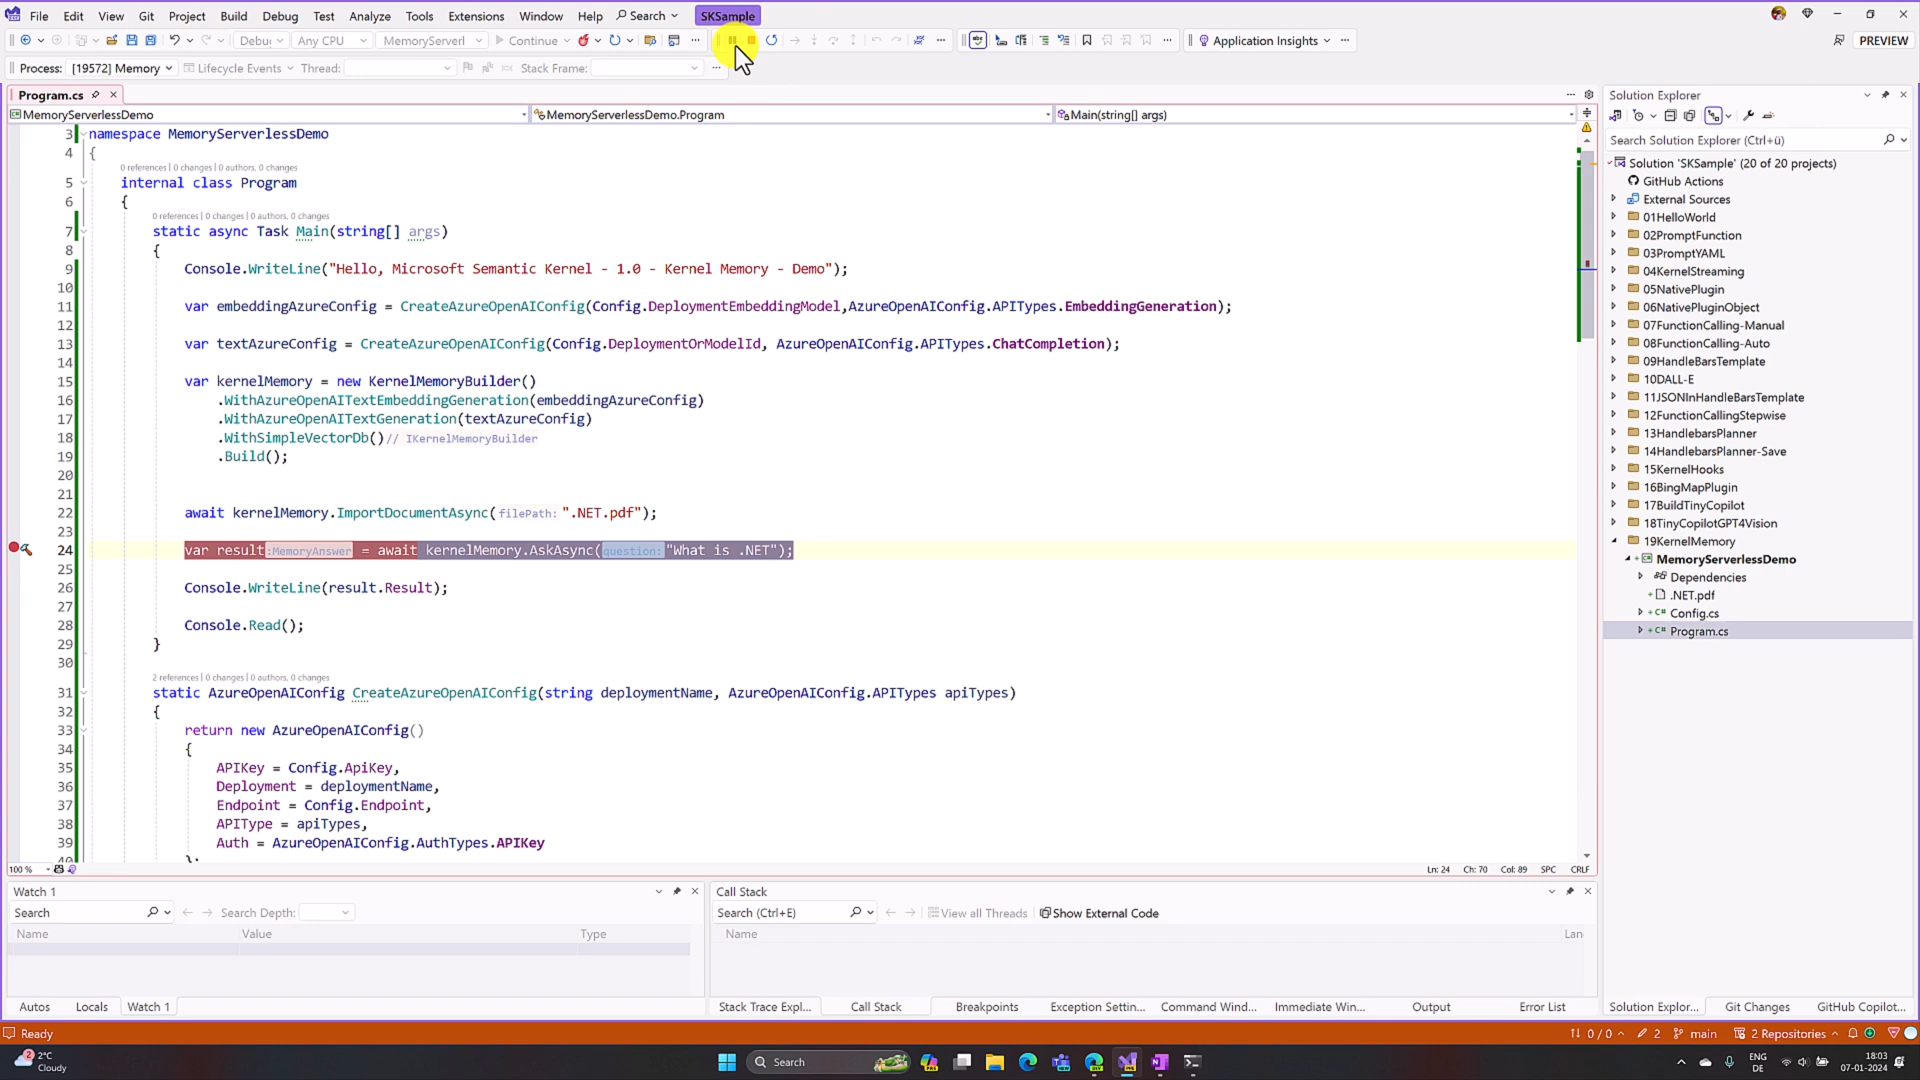 File Edit View Git Project Build Debug Test Analyze Tools Extensions Window Help Search SKSample
Debug Any CPU MemoryServerl Continue Application Insights PREVIEW
Process: [19572] Memory Lifecycle Events Thread: Stack Frame:
Program.cs
MemoryServerlessDemo MemoryServerlessDemo.Program Main(string[] args)
3 namespace MemoryServerlessDemo
4 {
0 references | 0 changes | 0 authors, 0 changes
5 internal class Program
6 {
0 references | 0 changes | 0 authors, 0 changes
7 static async Task Main(string[] args)
8 {
9 Console.WriteLine("Hello, Microsoft Semantic Kernel - 1.0 - Kernel Memory - Demo");
10
11 var embeddingAzureConfig = CreateAzureOpenAIConfig(Config.DeploymentEmbeddingModel,AzureOpenAIConfig.APITypes.EmbeddingGeneration);
12
13 var textAzureConfig = CreateAzureOpenAIConfig(Config.DeploymentOrModelId, AzureOpenAIConfig.APITypes.ChatCompletion);
14
15 var kernelMemory = new KernelMemoryBuilder()
16 .WithAzureOpenAITextEmbeddingGeneration(embeddingAzureConfig)
17 .WithAzureOpenAITextGeneration(textAzureConfig)
18 .WithSimpleVectorDb()// IKernelMemoryBuilder
19 .Build();
20
21
22 await kernelMemory.ImportDocumentAsync(filePath: ".NET.pdf");
23
24 var result:MemoryAnswer = await kernelMemory.AskAsync(question: "What is .NET");
25
26 Console.WriteLine(result.Result);
27
28 Console.Read();
29 }
30
2 references | 0 changes | 0 authors, 0 changes
31 static AzureOpenAIConfig CreateAzureOpenAIConfig(string deploymentName, AzureOpenAIConfig.APITypes apiTypes)
32 {
33 return new AzureOpenAIConfig()
34 {
35 APIKey = Config.ApiKey,
36 Deployment = deploymentName,
37 Endpoint = Config.Endpoint,
38 APIType = apiTypes,
39 Auth = AzureOpenAIConfig.AuthTypes.APIKey
40 };
100 % Ln: 24 Ch: 70 Col: 89 SPC CRLF
Watch 1
Search Search Depth:
Name Value Type
Autos Locals Watch 1
Call Stack
Search (Ctrl+E) View all Threads Show External Code
Name Lan
Stack Trace Expl... Call Stack Breakpoints Exception Settin... Command Wind... Immediate Win... Output Error List
Solution Explorer
Search Solution Explorer (Ctrl+ü)
Solution 'SKSample' (20 of 20 projects)
GitHub Actions
External Sources
01HelloWorld
02PromptFunction
03PromptYAML
04KernelStreaming
05NativePlugin
06NativePluginObject
07FunctionCalling-Manual
08FunctionCalling-Auto
09HandleBarsTemplate
10DALL-E
11JSONInHandleBarsTemplate
12FunctionCallingStepwise
13HandlebarsPlanner
14HandlebarsPlanner-Save
15KernelHooks
16BingMapPlugin
17BuildTinyCopilot
18TinyCopilotGPT4Vision
19KernelMemory
MemoryServerlessDemo
Dependencies
.NET.pdf
Config.cs
Program.cs
Solution Explor... Git Changes GitHub Copilot...
Ready 0 / 0 2 main 2 Repositories
2°C
Cloudy
Search
ENG
DE
18:03
07-01-2024